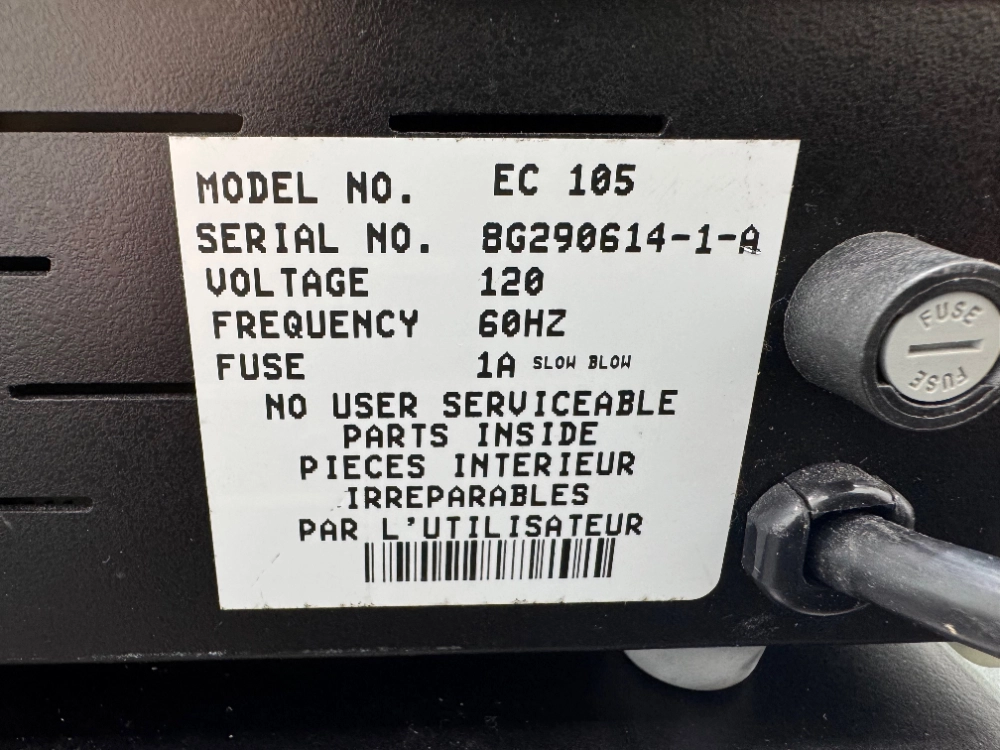 MODEL NO. EC 105
SERIAL NO. 8G290614-1-A
VOLTAGE 120
FREQUENCY 60HZ
FUSE 1A SLOW BLOW
NO USER SERVICEABLE
PARTS INSIDE
PIECES INTERIEUR
IRREPARABLES
PAR L'UTILISATEUR
FUSE
FUSE